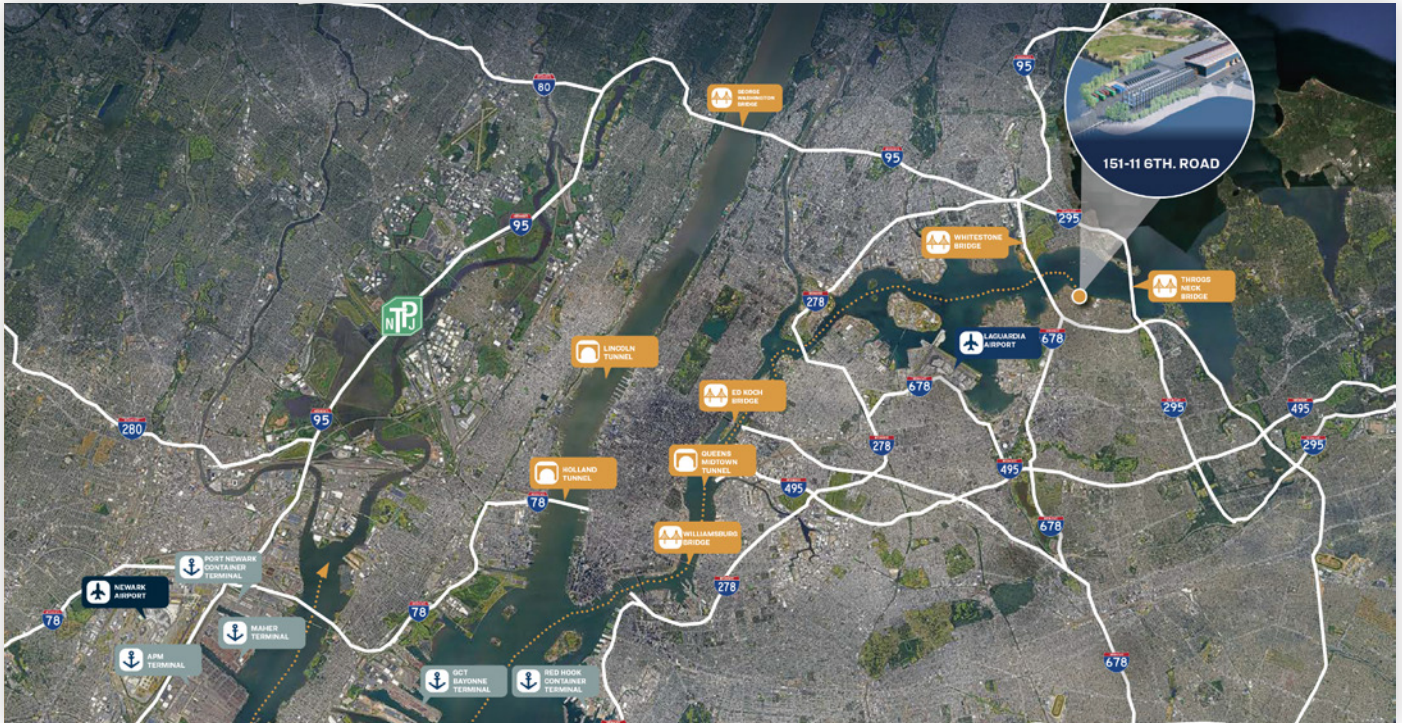 80
GEORGE
WASHINGTON
BRIDGE
95
151-11 6TH. ROAD
95
95
295
WHITESTONE
BRIDGE
THROGS
NECK
BRIDGE
278
NTPJ
LINCOLN
TUNNEL
LAGUARDIA
AIRPORT
678
678
ED KOCH
BRIDGE
295
495
95
280
278
295
QUEENS
MIDTOWN
TUNNEL
HOLLAND
TUNNEL
78
495
495
678
WILLIAMSBURG
BRIDGE
PORT NEWARK
CONTAINER
TERMINAL
NEWARK
AIRPORT
278
78
78
MAHER
TERMINAL
APM
TERMINAL
678
GCT
BAYONNE
TERMINAL
RED HOOK
CONTAINER
TERMINAL